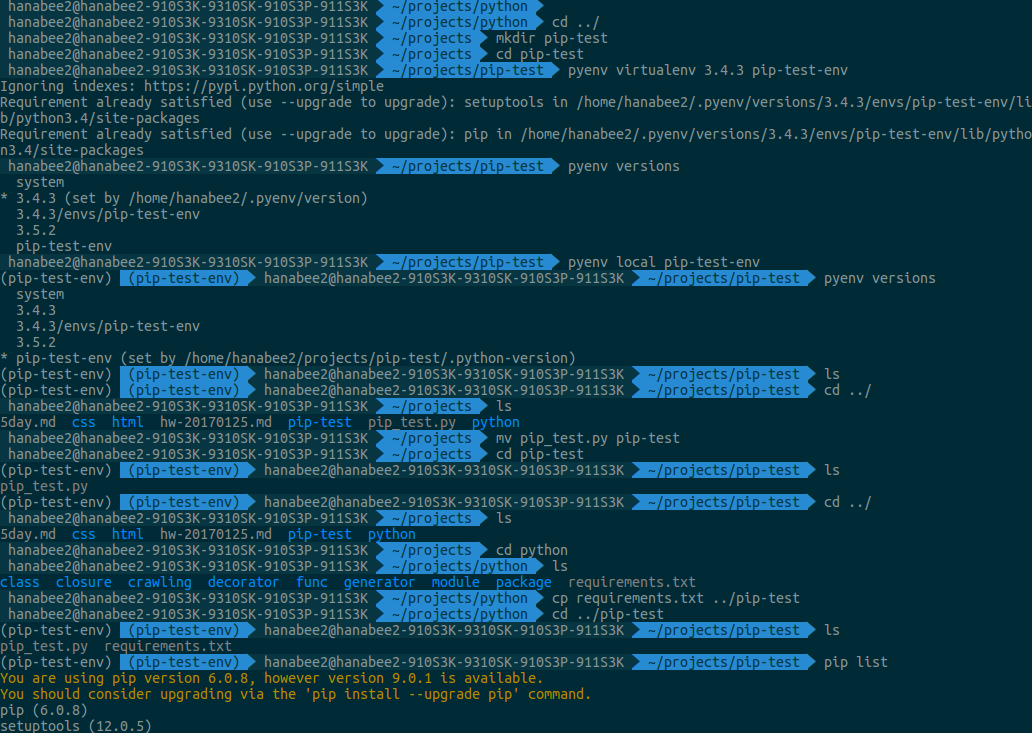 hanabee2@hanabee2-910S3K-9310SK-910S3P-911S3K ~/projects/python
hanabee2@hanabee2-910S3K-9310SK-910S3P-911S3K ~/projects/python cd ../
hanabee2@hanabee2-910S3K-9310SK-910S3P-911S3K ~/projects mkdir pip-test
hanabee2@hanabee2-910S3K-9310SK-910S3P-911S3K ~/projects cd pip-test
hanabee2@hanabee2-910S3K-9310SK-910S3P-911S3K ~/projects/pip-test pyenv virtualenv 3.4.3 pip-test-env
Ignoring indexes: https://pypi.python.org/simple
Requirement already satisfied (use --upgrade to upgrade): setuptools in /home/hanabee2/.pyenv/versions/3.4.3/envs/pip-test-env/li
b/python3.4/site-packages
Requirement already satisfied (use --upgrade to upgrade): pip in /home/hanabee2/.pyenv/versions/3.4.3/envs/pip-test-env/lib/pytho
n3.4/site-packages
hanabee2@hanabee2-910S3K-9310SK-910S3P-911S3K ~/projects/pip-test pyenv versions
system
* 3.4.3 (set by /home/hanabee2/.pyenv/version)
3.4.3/envs/pip-test-env
3.5.2
pip-test-env
hanabee2@hanabee2-910S3K-9310SK-910S3P-911S3K ~/projects/pip-test pyenv local pip-test-env
(pip-test-env) (pip-test-env) hanabee2@hanabee2-910S3K-9310SK-910S3P-911S3K ~/projects/pip-test pyenv versions
system
3.4.3
3.4.3/envs/pip-test-env
3.5.2
* pip-test-env (set by /home/hanabee2/projects/pip-test/.python-version)
(pip-test-env) (pip-test-env) hanabee2@hanabee2-910S3K-9310SK-910S3P-911S3K ~/projects/pip-test ls
(pip-test-env) (pip-test-env) hanabee2@hanabee2-910S3K-9310SK-910S3P-911S3K ~/projects/pip-test cd ../
hanabee2@hanabee2-910S3K-9310SK-910S3P-911S3K ~/projects ls
5day.md css html hw-20170125.md pip-test pip_test.py python
hanabee2@hanabee2-910S3K-9310SK-910S3P-911S3K ~/projects mv pip_test.py pip-test
hanabee2@hanabee2-910S3K-9310SK-910S3P-911S3K ~/projects cd pip-test
(pip-test-env) (pip-test-env) hanabee2@hanabee2-910S3K-9310SK-910S3P-911S3K ~/projects/pip-test ls
pip_test.py
(pip-test-env) (pip-test-env) hanabee2@hanabee2-910S3K-9310SK-910S3P-911S3K ~/projects/pip-test cd ../
hanabee2@hanabee2-910S3K-9310SK-910S3P-911S3K ~/projects ls
5day.md css html hw-20170125.md pip-test python
hanabee2@hanabee2-910S3K-9310SK-910S3P-911S3K ~/projects cd python
hanabee2@hanabee2-910S3K-9310SK-910S3P-911S3K ~/projects/python ls
class closure crawling decorator func generator module package requirements.txt
hanabee2@hanabee2-910S3K-9310SK-910S3P-911S3K ~/projects/python cp requirements.txt ../pip-test
hanabee2@hanabee2-910S3K-9310SK-910S3P-911S3K ~/projects/python cd ../pip-test
(pip-test-env) (pip-test-env) hanabee2@hanabee2-910S3K-9310SK-910S3P-911S3K ~/projects/pip-test ls
pip_test.py requirements.txt
(pip-test-env) (pip-test-env) hanabee2@hanabee2-910S3K-9310SK-910S3P-911S3K ~/projects/pip-test pip list
You are using pip version 6.0.8, however version 9.0.1 is available.
You should consider upgrading via the 'pip install --upgrade pip' command.
pip (6.0.8)
setuptools (12.0.5)